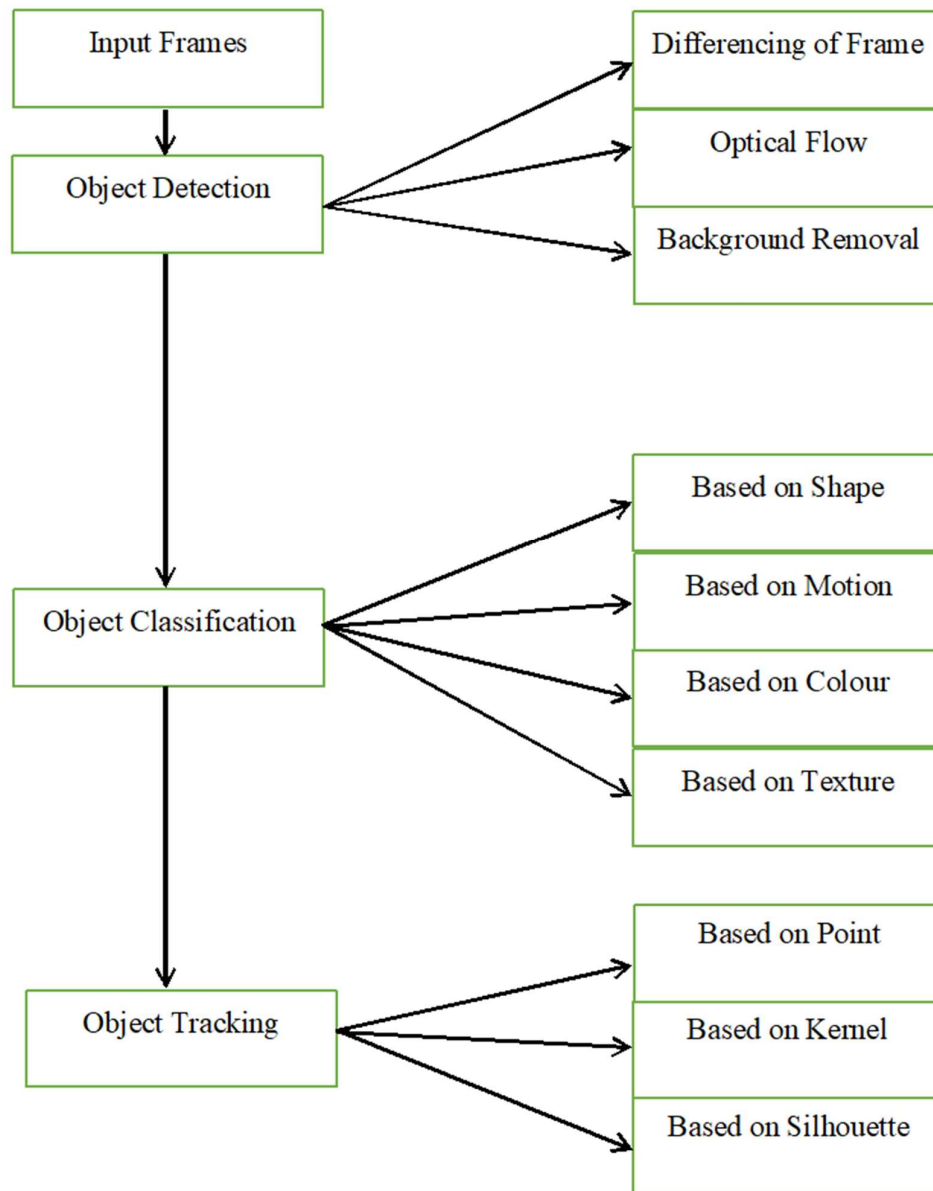 Input Frames
Differencing of Frame
Optical Flow
Object Detection
Background Removal
Based on Shape
Based on Motion
Object Classification
Based on Colour
Based on Texture
Based on Point
Object Tracking
Based on Kernel
Based on Silhouette